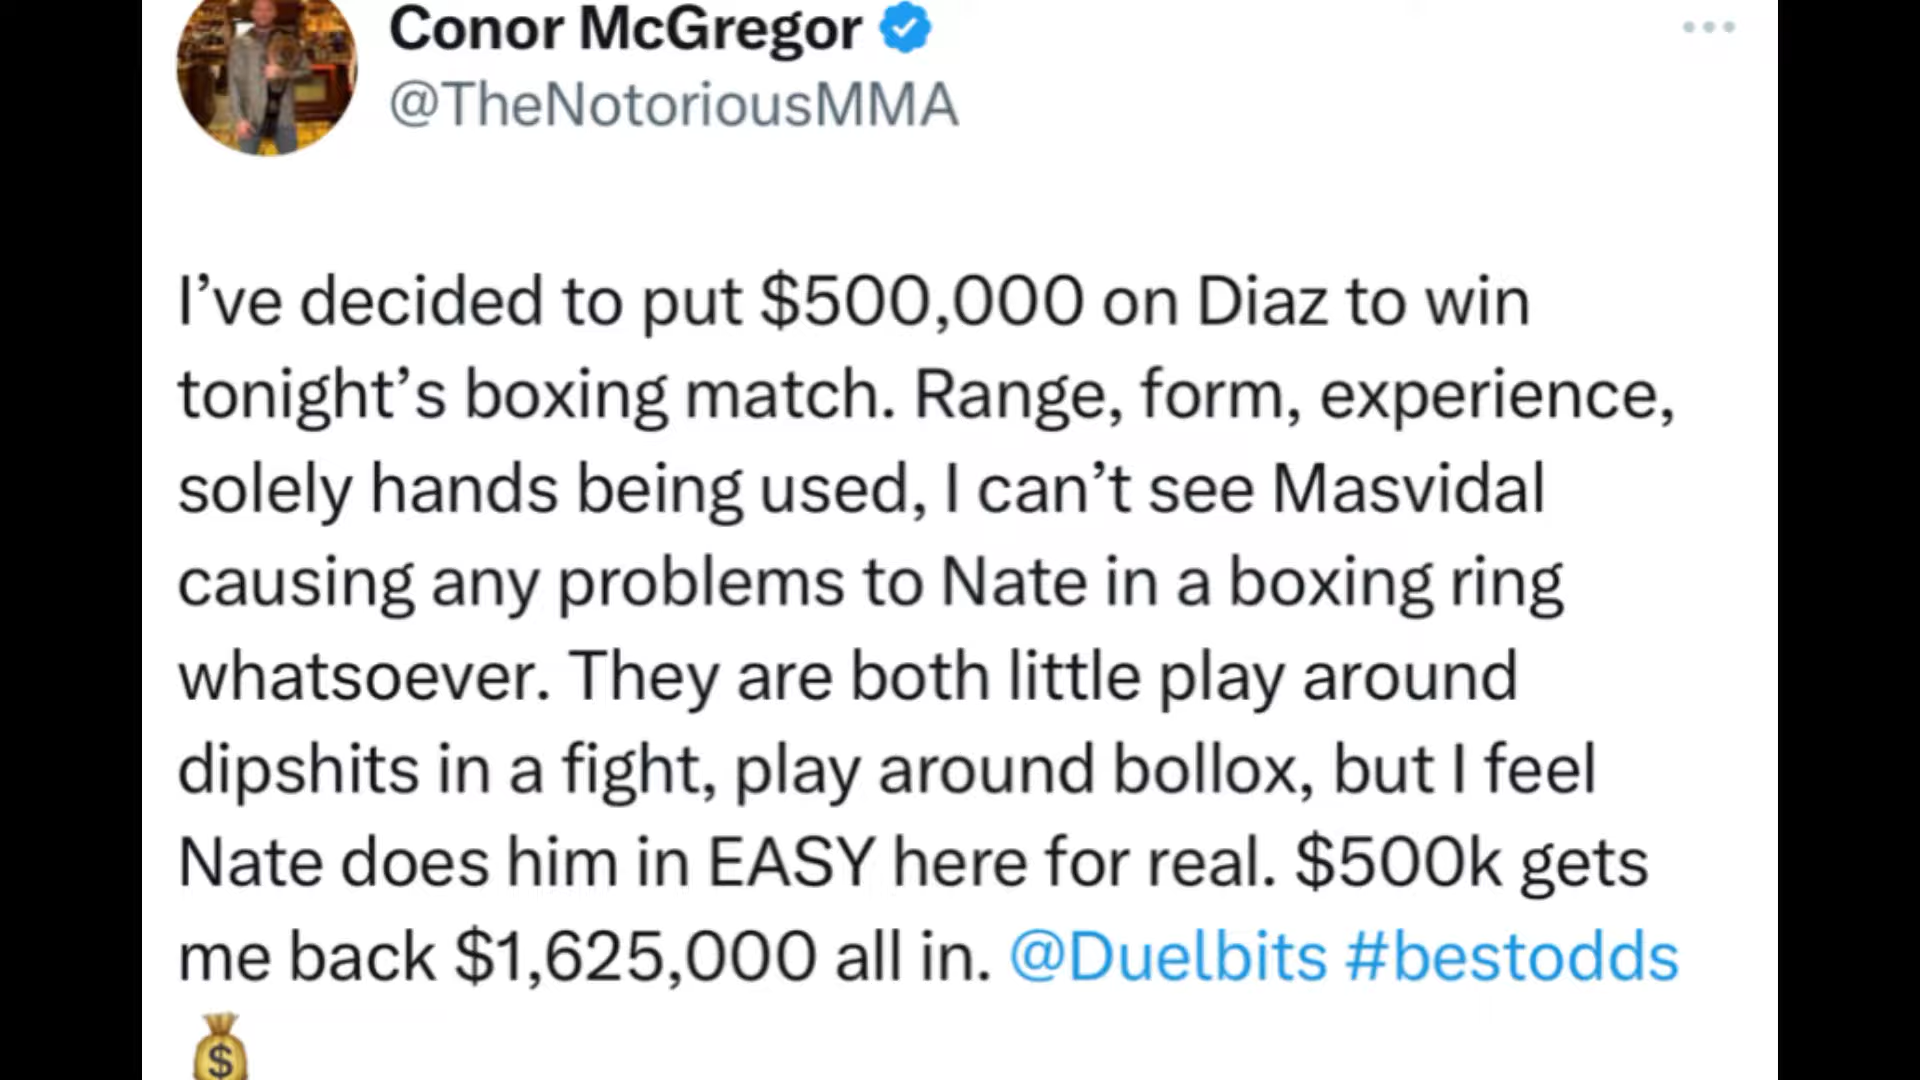 Conor McGregor
@TheNotoriousMMA
I’ve decided to put $500,000 on Diaz to win
tonight’s boxing match. Range, form, experience,
solely hands being used, I can’t see Masvidal
causing any problems to Nate in a boxing ring
whatsoever. They are both little play around
dipshits in a fight, play around bollox, but I feel
Nate does him in EASY here for real. $500k gets
me back $1,625,000 all in. @Duelbits #bestodds
💰